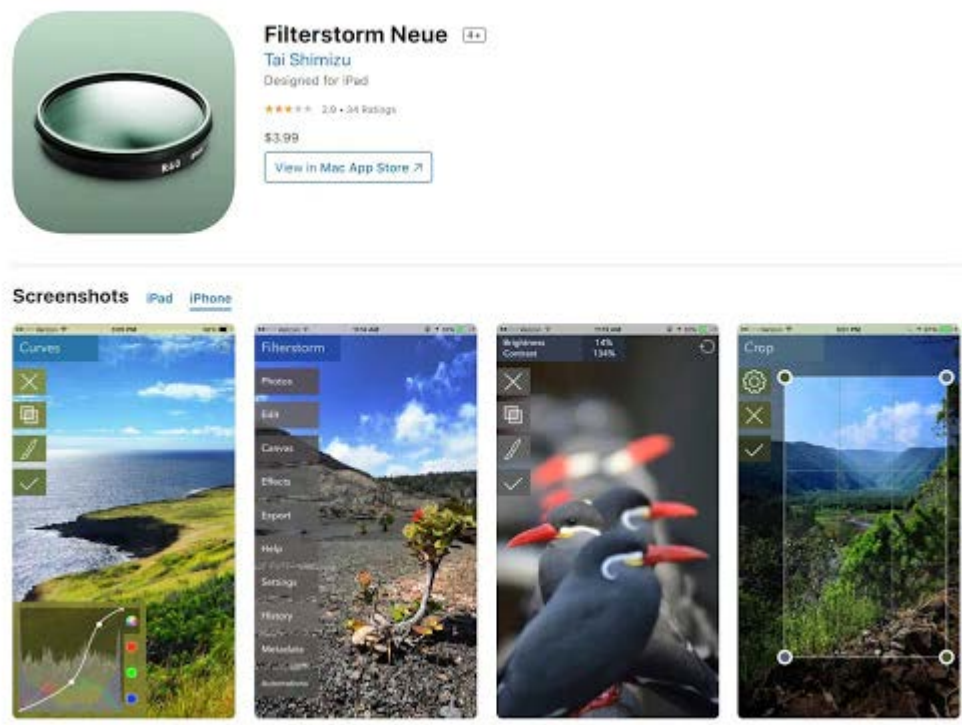 Filterstorm Neue 4+
Tai Shimizu
Designed for iPad
2.9 • 34 Ratings
$3.99
View in Mac App Store ↗
R60
Screenshots iPad iPhone
Curves
Filterstorm
Photos
Edit
Canvas
Effects
Export
Help
Settings
History
Metadata
Automations
Brightness 14%
Contrast 134%
Crop